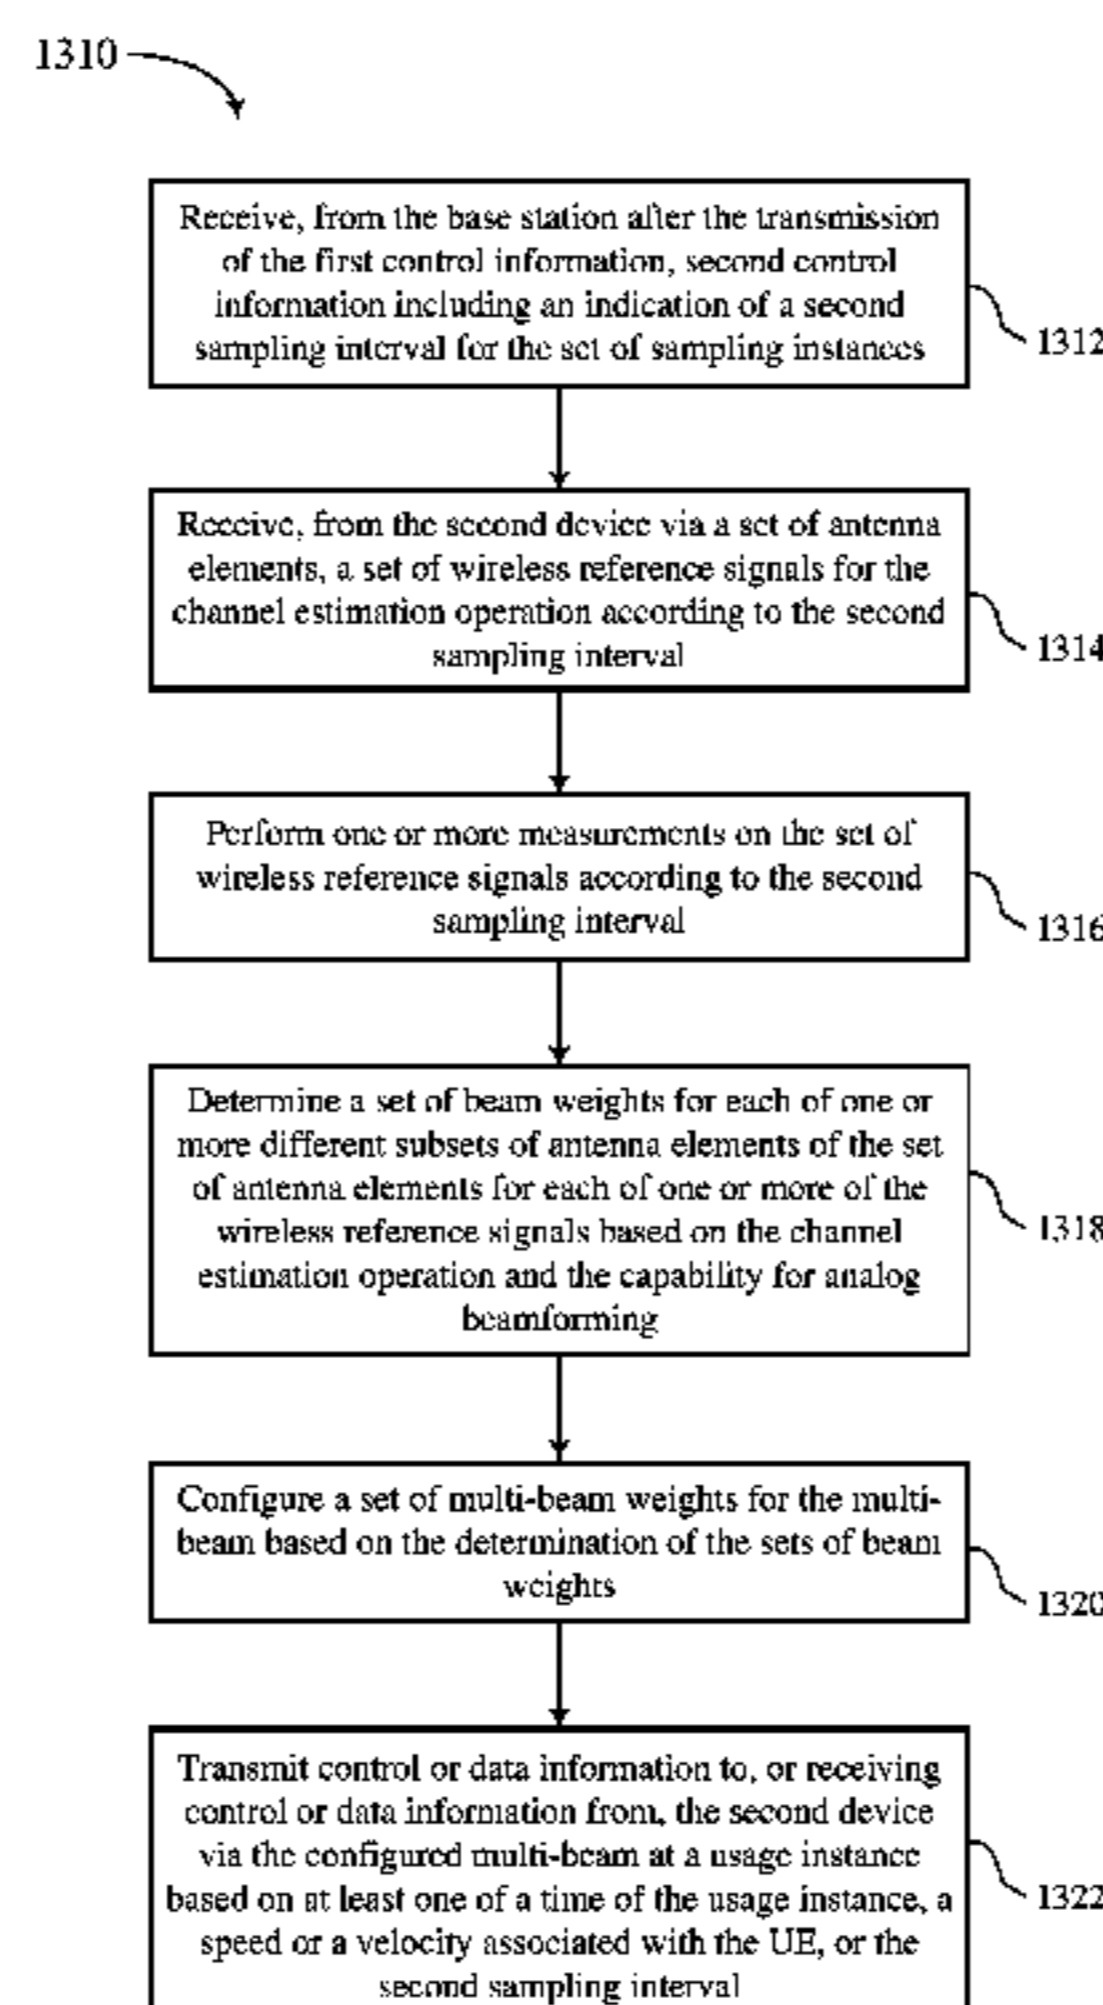 1310
Receive, from the base station after the transmission
of the first control information, second control
information including an indication of a second
sampling interval for the set of sampling instances
1312
Receive, from the second device via a set of antenna
elements, a set of wireless reference signals for the
channel estimation operation according to the second
sampling interval
1314
Perform one or more measurements on the set of
wireless reference signals according to the second
sampling interval
1316
Determine a set of beam weights for each of one or
more different subsets of antenna elements of the set
of antenna elements for each of one or more of the
wireless reference signals based on the channel
estimation operation and the capability for analog
beamforming
1318
Configure a set of multi-beam weights for the multi-
beam based on the determination of the sets of beam
weights
1320
Transmit control or data information to, or receiving
control or data information from, the second device
via the configured multi-beam at a usage instance
based on at least one of a time of the usage instance, a
speed or a velocity associated with the UE, or the
second sampling interval
1322